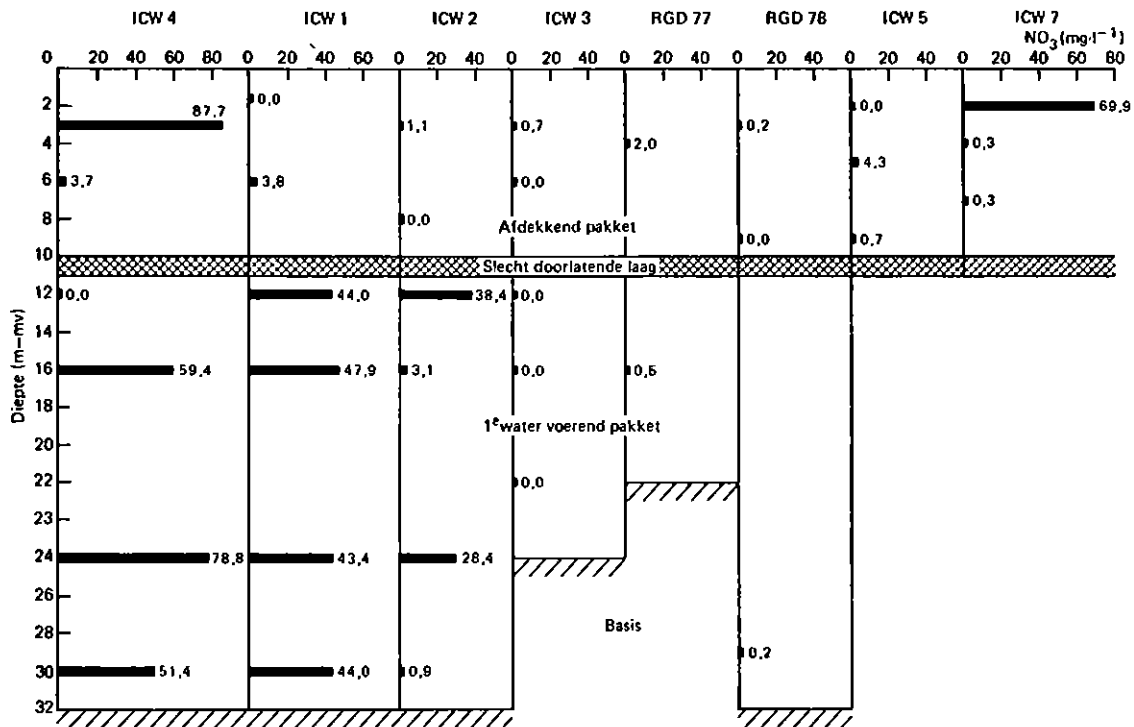 ICW 4 ICW 1 ICW 2 ICW 3 RGD 77 RGD 78 ICW 5 ICW 7
NO3 (mg·l⁻¹)
0 20 40 60 80 0 20 40 60 0 20 40 0 20 40 0 20 40 0 20 40 0 20 40 0 20 40 60 80
0,0
2 0,0 69,9
87,7 1,1 0,7 0,2
4 2,0 0,3
4,3
6 3,7 3,8 0,0
0,3
8 0,0
Afdekkend pakket
0,0 0,7
10
Slecht doorlatende laag
12 0,0 44,0 38,4 0,0
14
16 59,4 47,9 3,1 0,0 0,5
18
1e water voerend pakket
20
22 0,0
23
24 78,8 43,4 28,4
26
Basis
28
0,2
30 51,4 44,0 0,9
32
Diepte (m–mv)